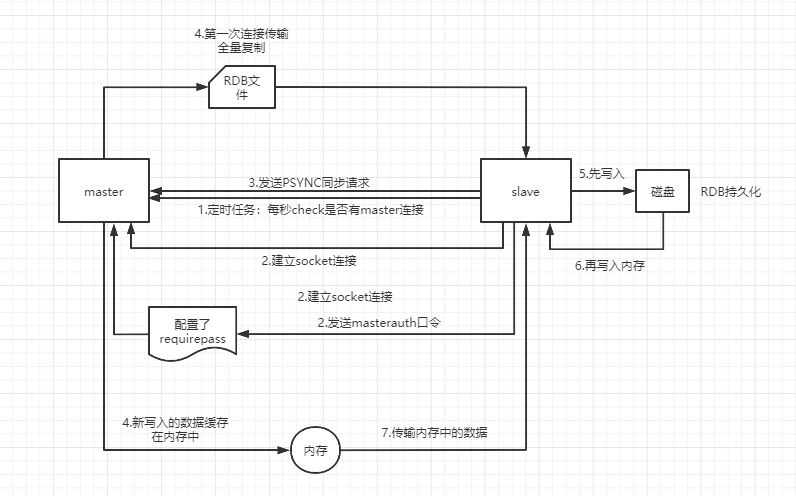 4.第一次连接传输
全量复制
RDB文
件
master
3.发送PSYNC同步请求
1.定时任务：每秒check是否有master连接
slave
5.先写入
磁盘
RDB持久化
2.建立socket连接
6.再写入内存
2.建立socket连接
配置了
requirepass
2.发送masterauth口令
4.新写入的数据缓存
在内存中
内存
7.传输内存中的数据